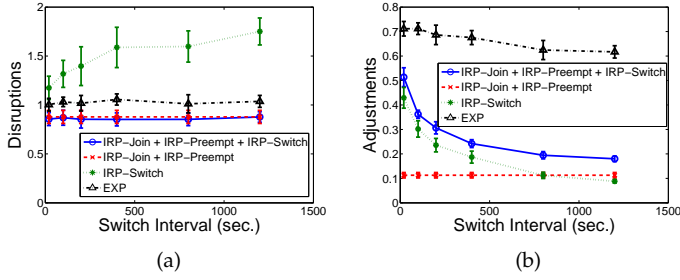 2
1.5
1
0.5
0
0
500
1000
1500
Disruptions
Switch Interval (sec.)
IRP−Join + IRP−Preempt + IRP−Switch
IRP−Join + IRP−Preempt
IRP−Switch
EXP
(a)
0.8
0.7
0.6
0.5
0.4
0.3
0.2
0.1
0
0
500
1000
1500
Adjustments
Switch Interval (sec.)
IRP−Join + IRP−Preempt + IRP−Switch
IRP−Join + IRP−Preempt
IRP−Switch
EXP
(b)